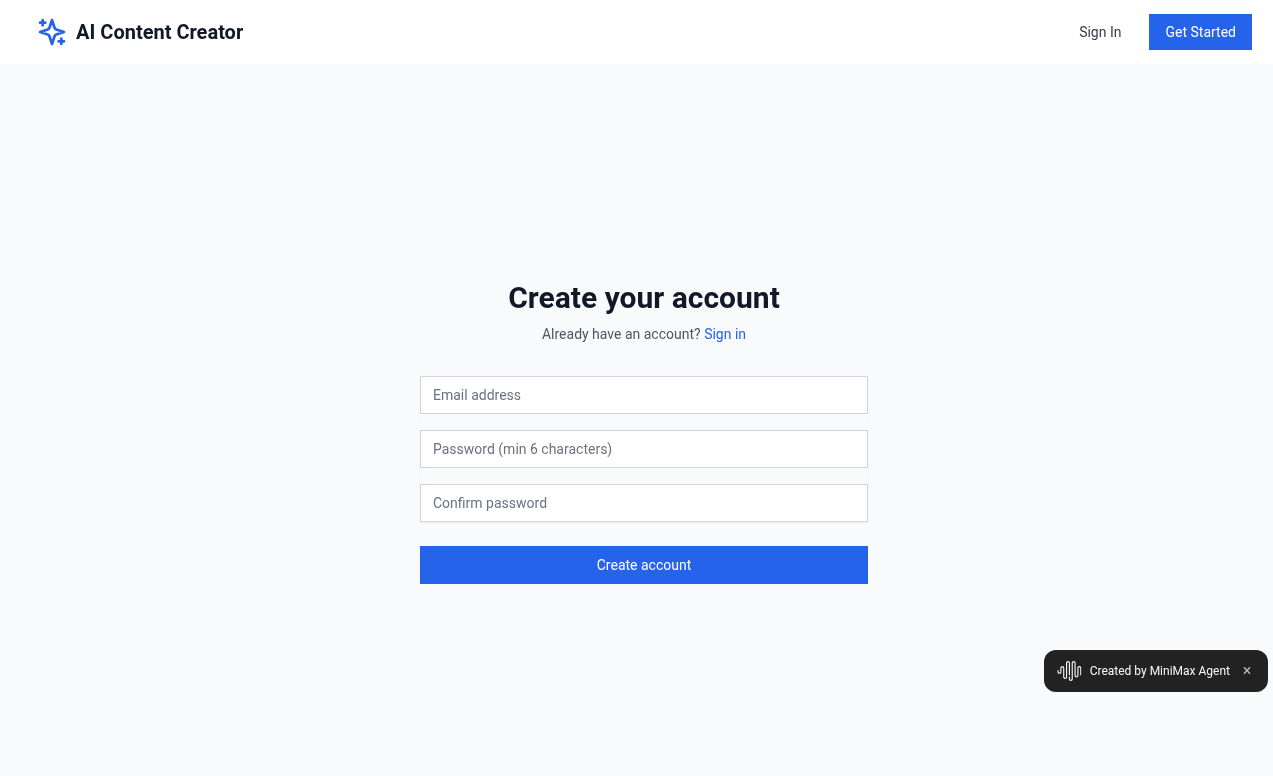 AI Content Creator
Sign In
Get Started
Create your account
Already have an account? Sign in
Email address
Password (min 6 characters)
Confirm password
Create account
Created by MiniMax Agent ×